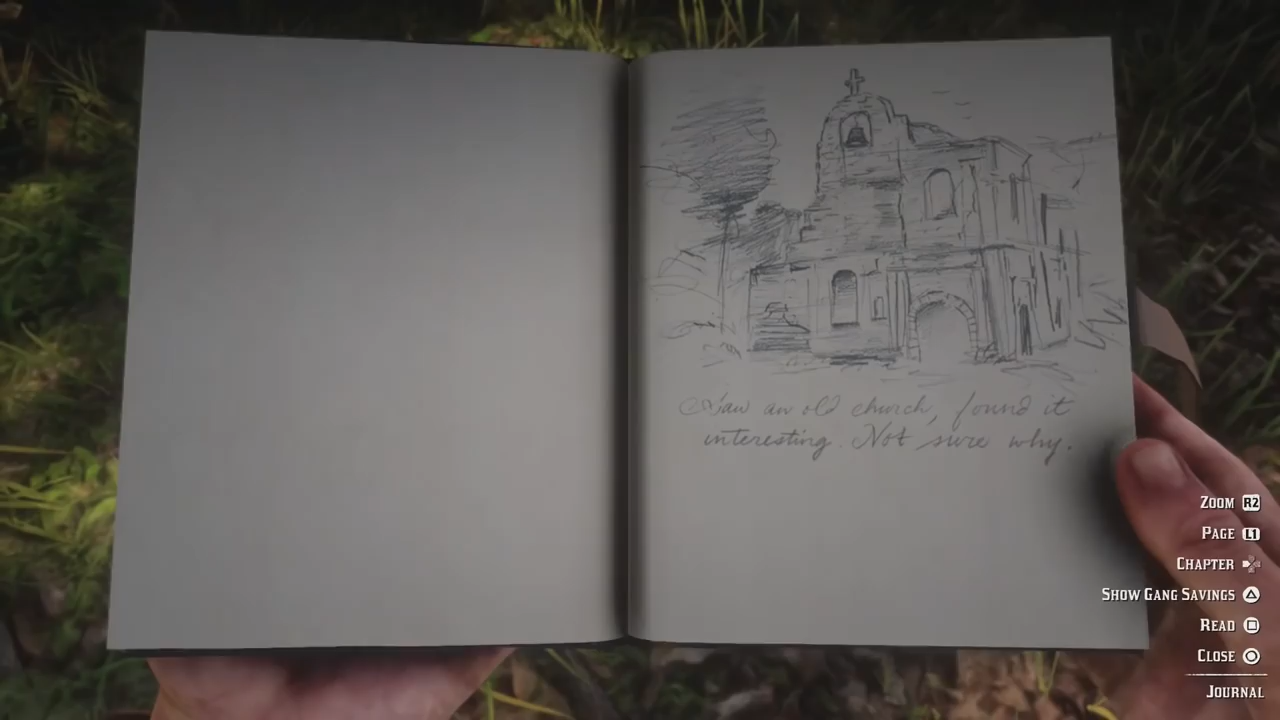 Saw an old church, found it
interesting. Not sure why.
ZOOM R2
PAGE L1
CHAPTER
SHOW GANG SAVINGS
READ
CLOSE
JOURNAL